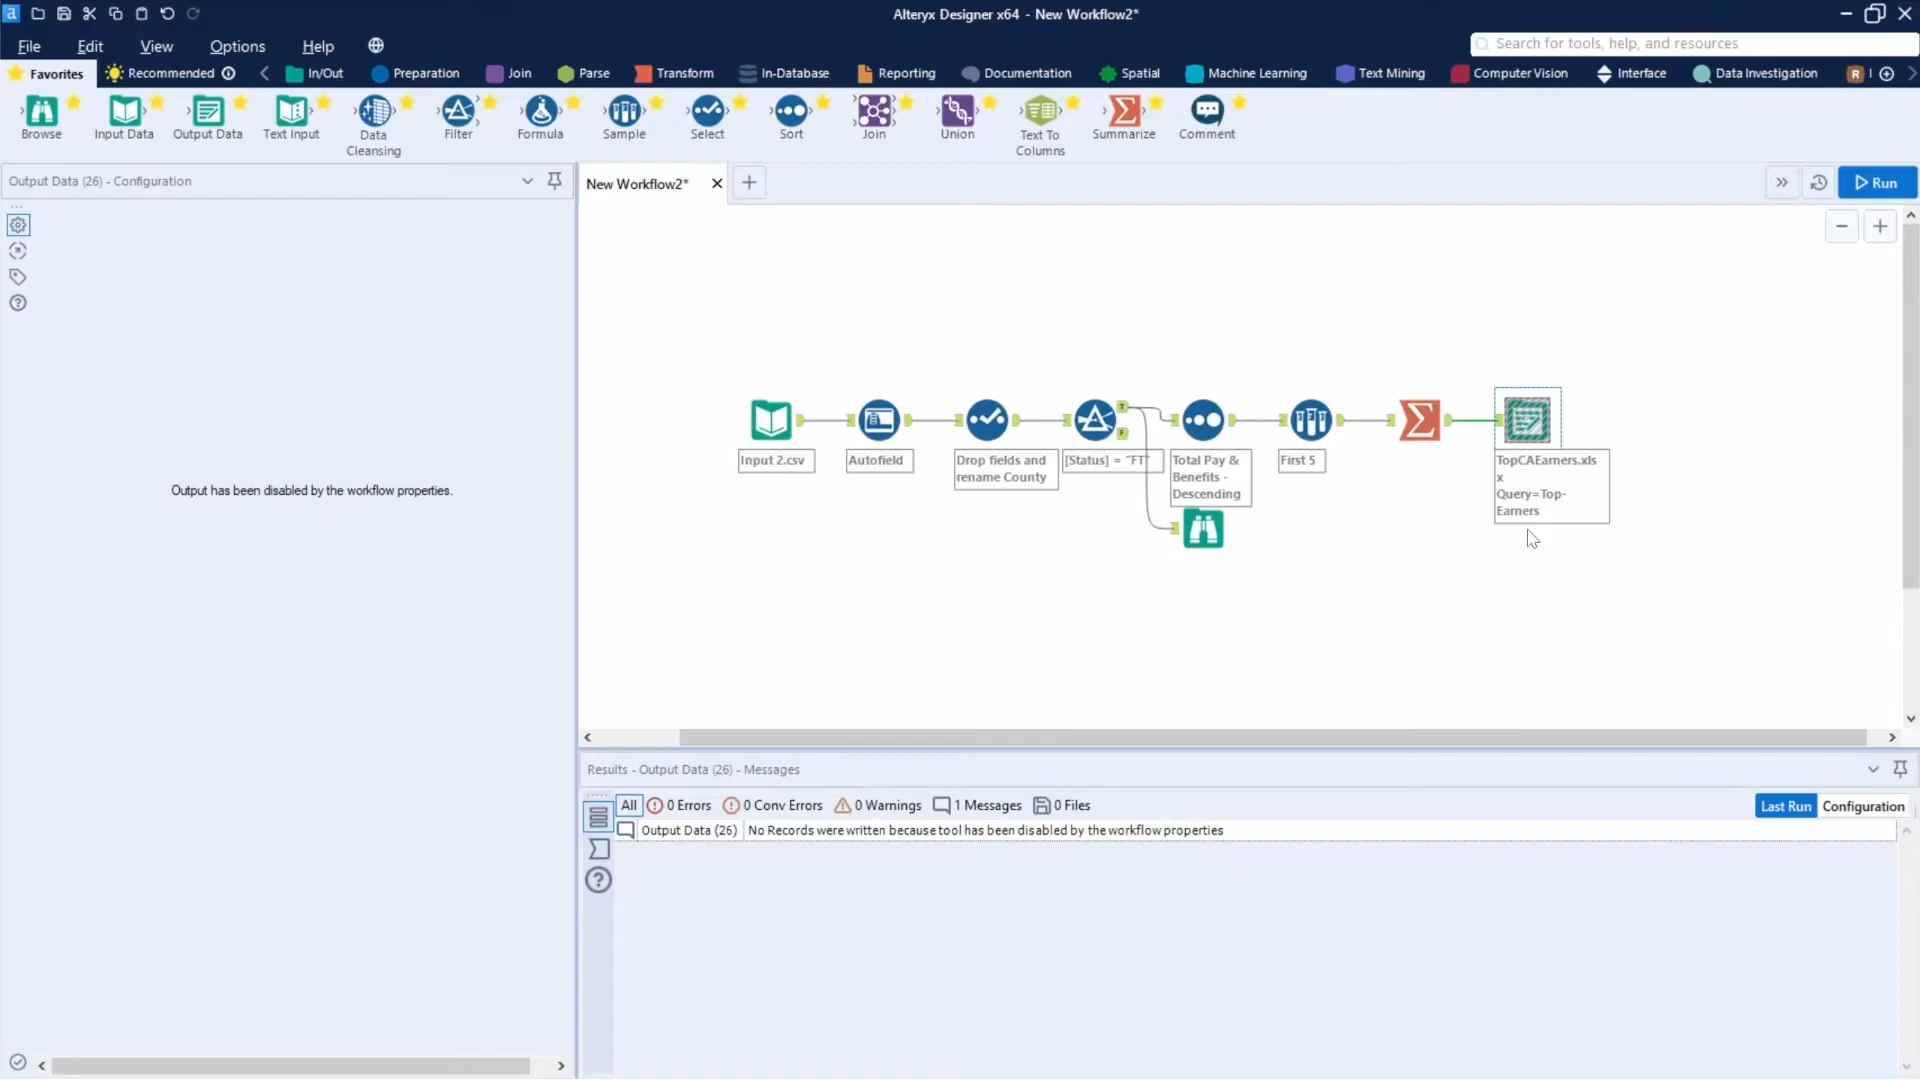 a
Alteryx Designer x64 - New Workflow2*
File Edit View Options Help
Search for tools, help, and resources
Favorites Recommended In/Out Preparation Join Parse Transform In-Database Reporting Documentation Spatial Machine Learning Text Mining Computer Vision Interface Data Investigation R I
Browse Input Data Output Data Text Input Data Cleansing Filter Formula Sample Select Sort Join Union Text To Columns Summarize Comment
Output Data (26) - Configuration
New Workflow2*
Run
Output has been disabled by the workflow properties.
T
F
Input 2.csv
Autofield
Drop fields and
rename County
[Status] = "FT"
Total Pay &
Benefits -
Descending
First 5
TopCAEarners.xls
x
Query=Top-
Earners
Results - Output Data (26) - Messages
All 0 Errors 0 Conv Errors 0 Warnings 1 Messages 0 Files
Last Run Configuration
Output Data (26) No Records were written because tool has been disabled by the workflow properties